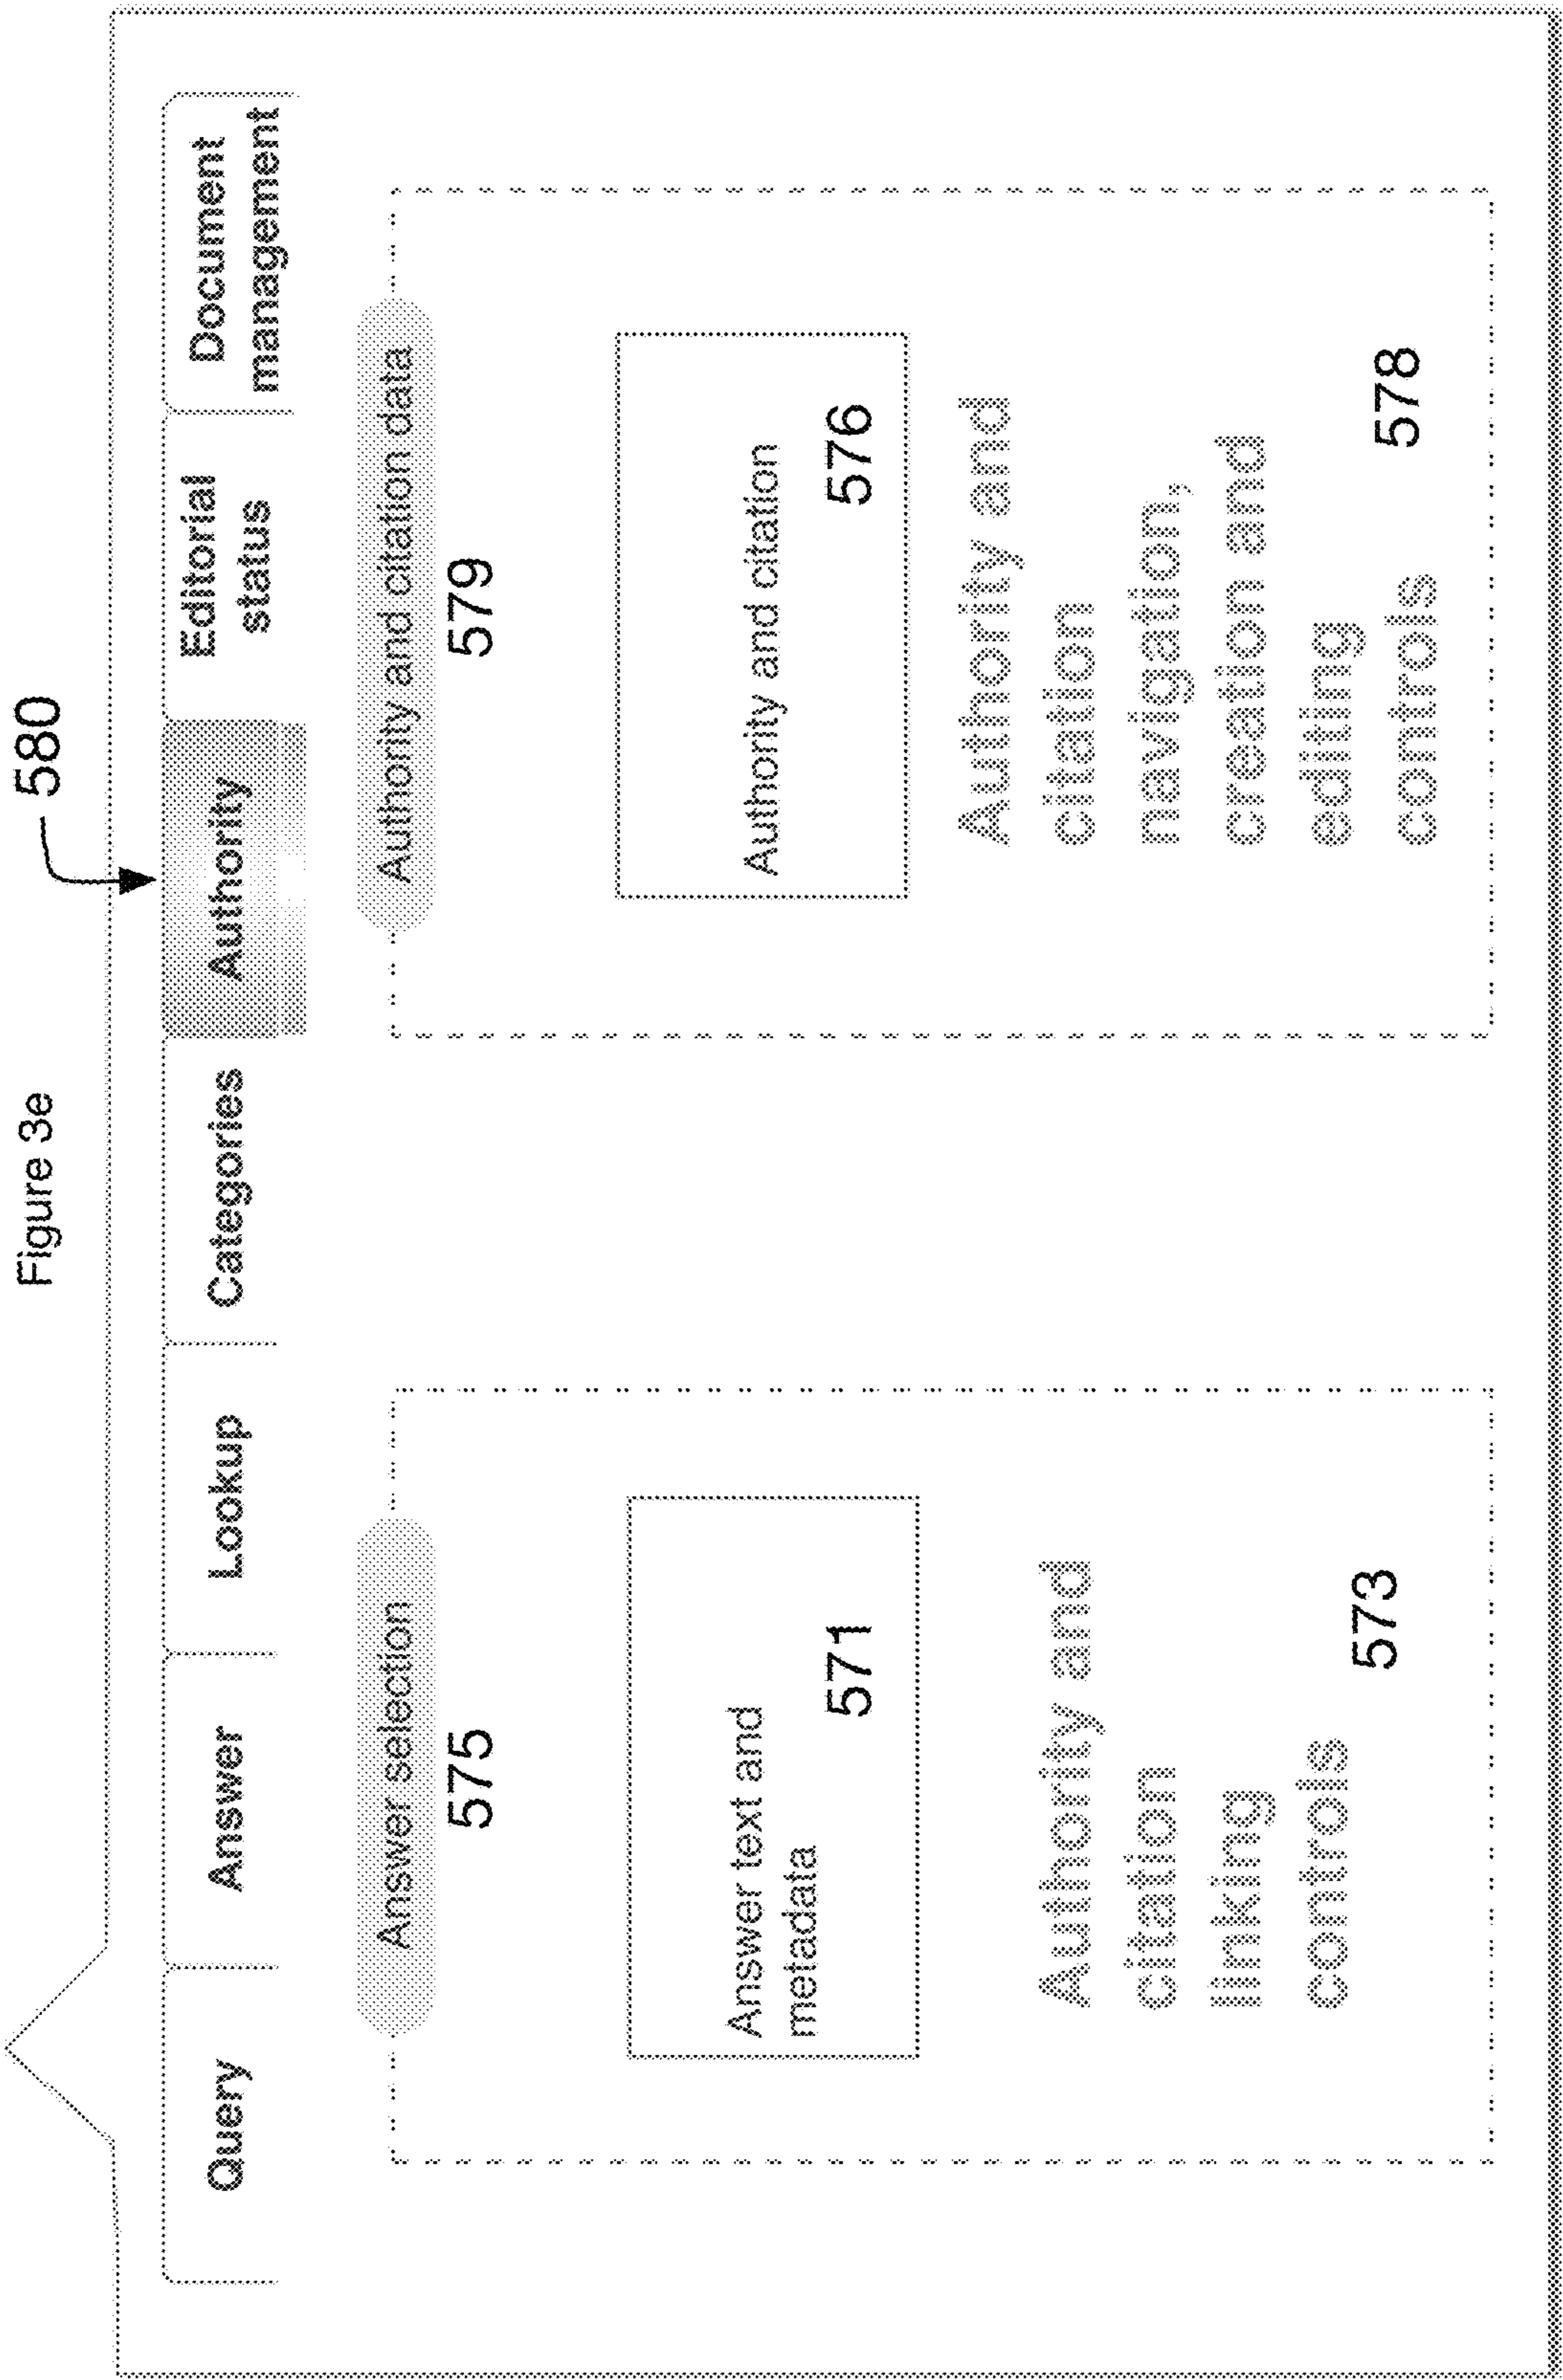 Figure 3e
580
Query
Answer
Lookup
Categories
Authority
Editorial
status
Document
management
Answer selection
575
Answer text and
metadata
571
Authority and
citation
linking
controls
573
Authority and citation data
579
Authority and citation
576
Authority and
citation
navigation,
creation and
editing
controls
578